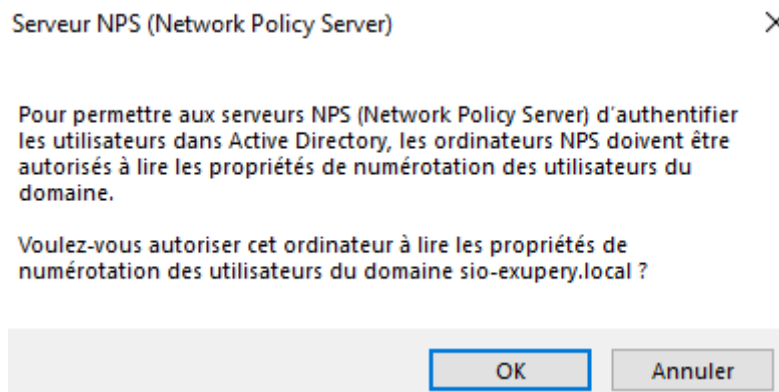 Serveur NPS (Network Policy Server)
Pour permettre aux serveurs NPS (Network Policy Server) d'authentifier
les utilisateurs dans Active Directory, les ordinateurs NPS doivent être
autorisés à lire les propriétés de numérotation des utilisateurs du
domaine.
Voulez-vous autoriser cet ordinateur à lire les propriétés de
numérotation des utilisateurs du domaine sio-exupery.local ?
OK
Annuler